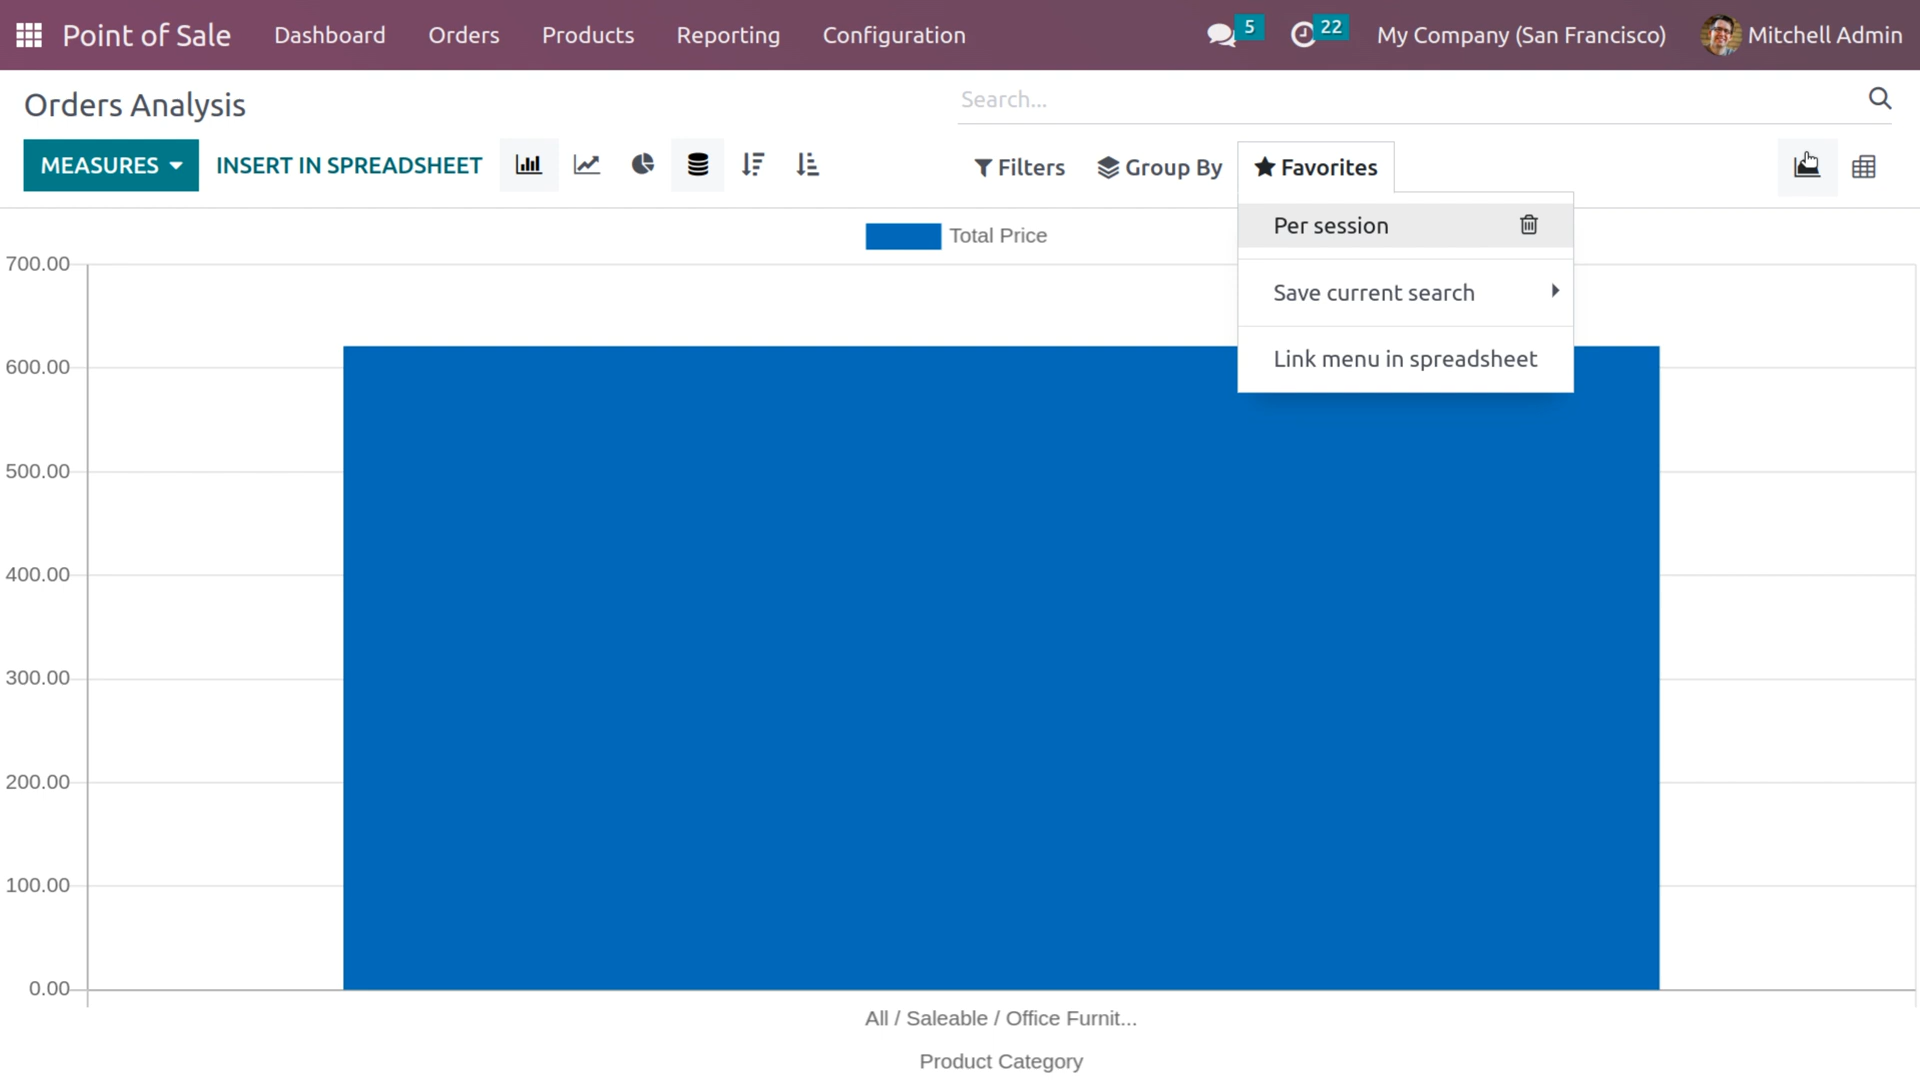 Point of Sale Dashboard Orders Products Reporting Configuration 5 22 My Company (San Francisco) Mitchell Admin
Orders Analysis
Search...
MEASURES INSERT IN SPREADSHEET Filters Group By Favorites
Per session
Save current search
Link menu in spreadsheet
Total Price
700.00
600.00
500.00
400.00
300.00
200.00
100.00
0.00
All / Saleable / Office Furnit...
Product Category